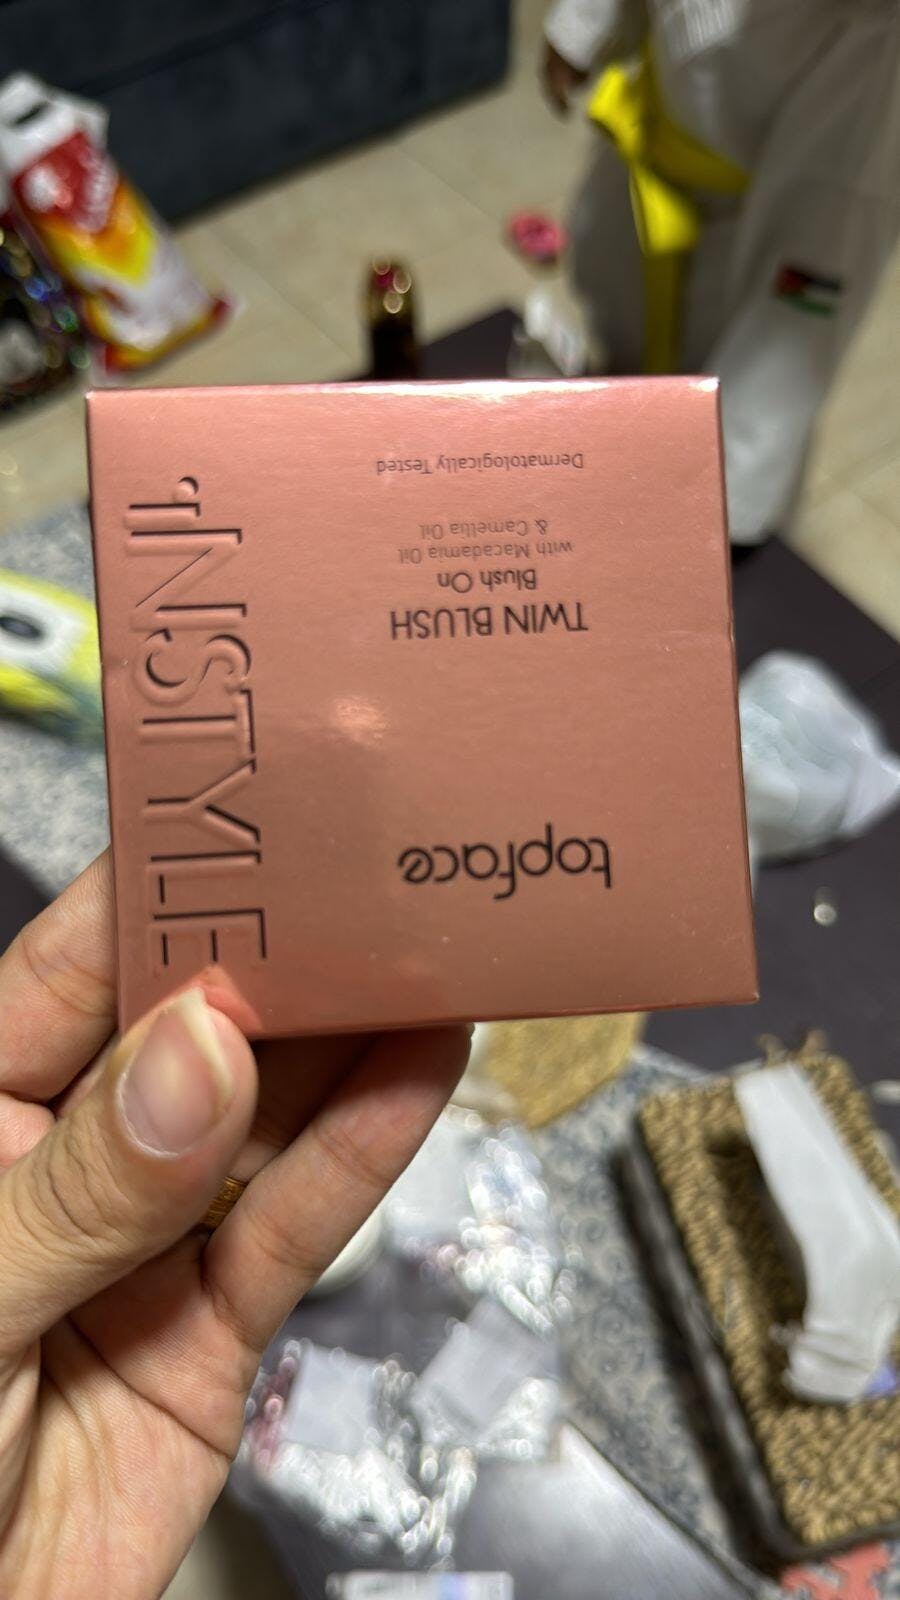 topface
TWIN BLUSH
Blush On
with Macadamia Oil
& Camellia Oil
Dermatologically Tested
INSTYLE